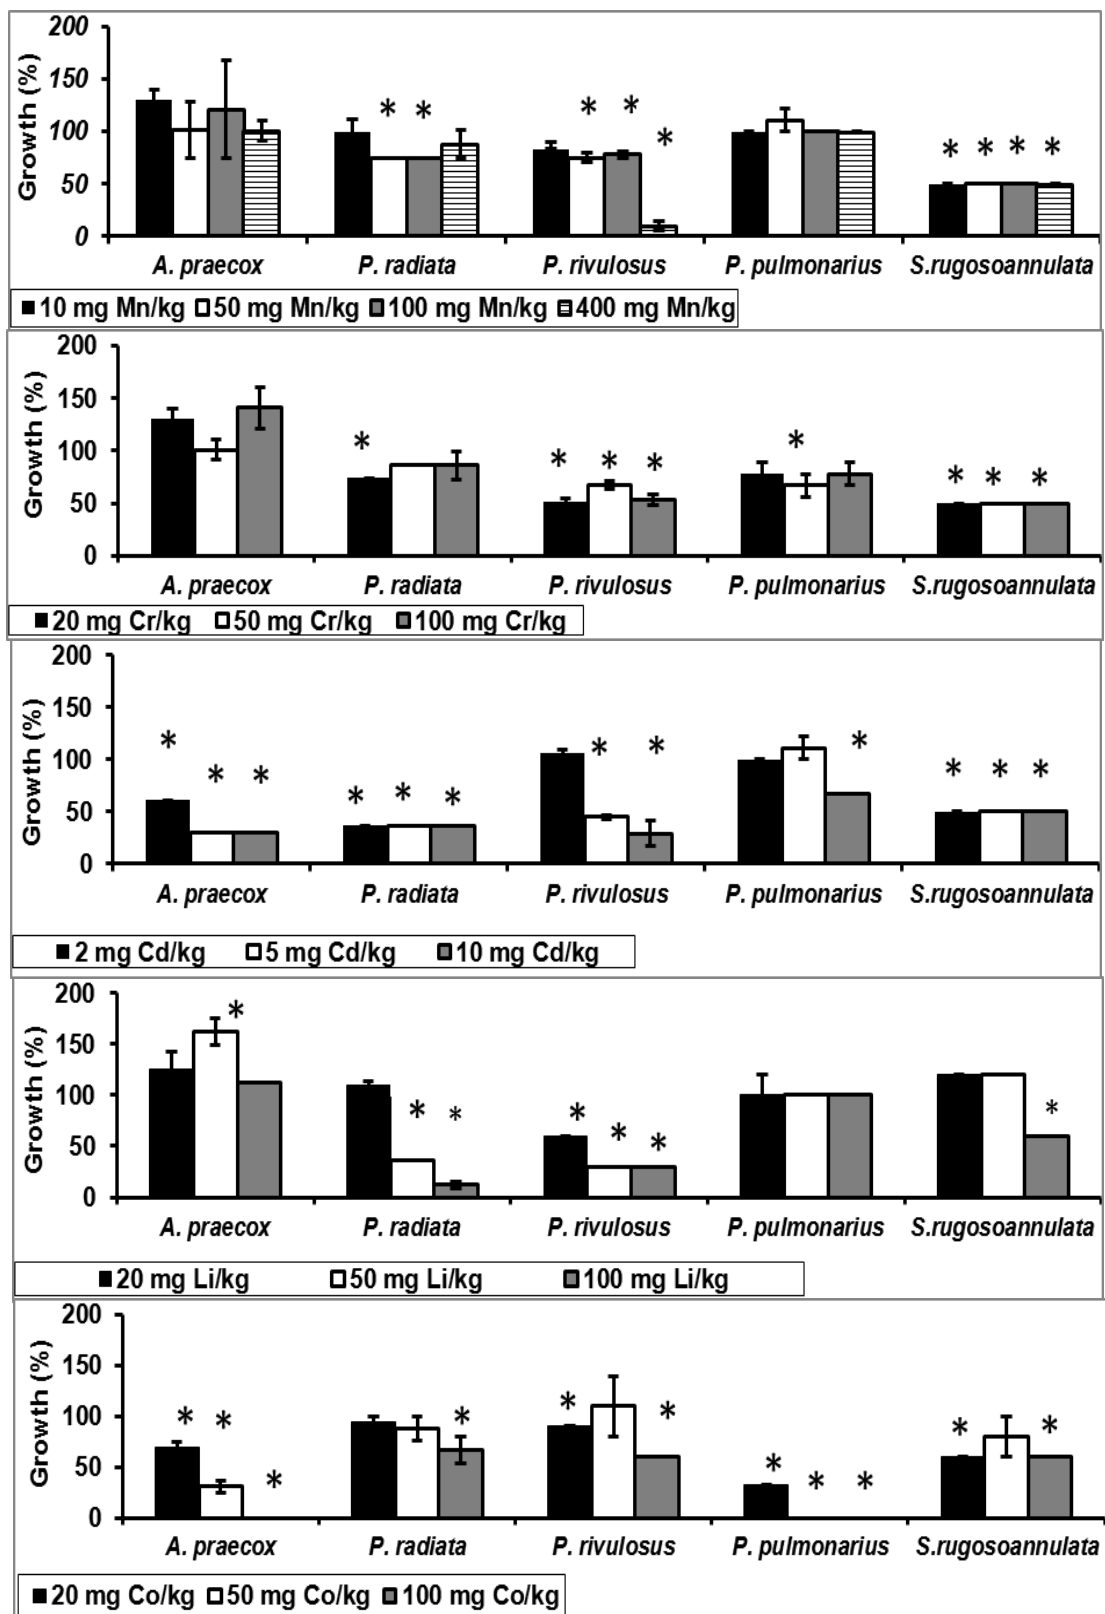 200
150
100
50
0
Growth (%)
* * * * * * * * *
A. praecox P. radiata P. rivulosus P. pulmonarius S.rugosoannulata
10 mg Mn/kg 50 mg Mn/kg 100 mg Mn/kg 400 mg Mn/kg
200
150
100
50
0
Growth (%)
* * * * * * * *
A. praecox P. radiata P. rivulosus P. pulmonarius S.rugosoannulata
20 mg Cr/kg 50 mg Cr/kg 100 mg Cr/kg
200
150
100
50
0
Growth (%)
* * * * * * * * * * * *
A. praecox P. radiata P. rivulosus P. pulmonarius S.rugosoannulata
2 mg Cd/kg 5 mg Cd/kg 10 mg Cd/kg
200
150
100
50
0
Growth (%)
* * * * * * *
A. praecox P. radiata P. rivulosus P. pulmonarius S.rugosoannulata
20 mg Li/kg 50 mg Li/kg 100 mg Li/kg
200
150
100
50
0
Growth (%)
* * * * * * * * * * *
A. praecox P. radiata P. rivulosus P. pulmonarius S.rugosoannulata
20 mg Co/kg 50 mg Co/kg 100 mg Co/kg